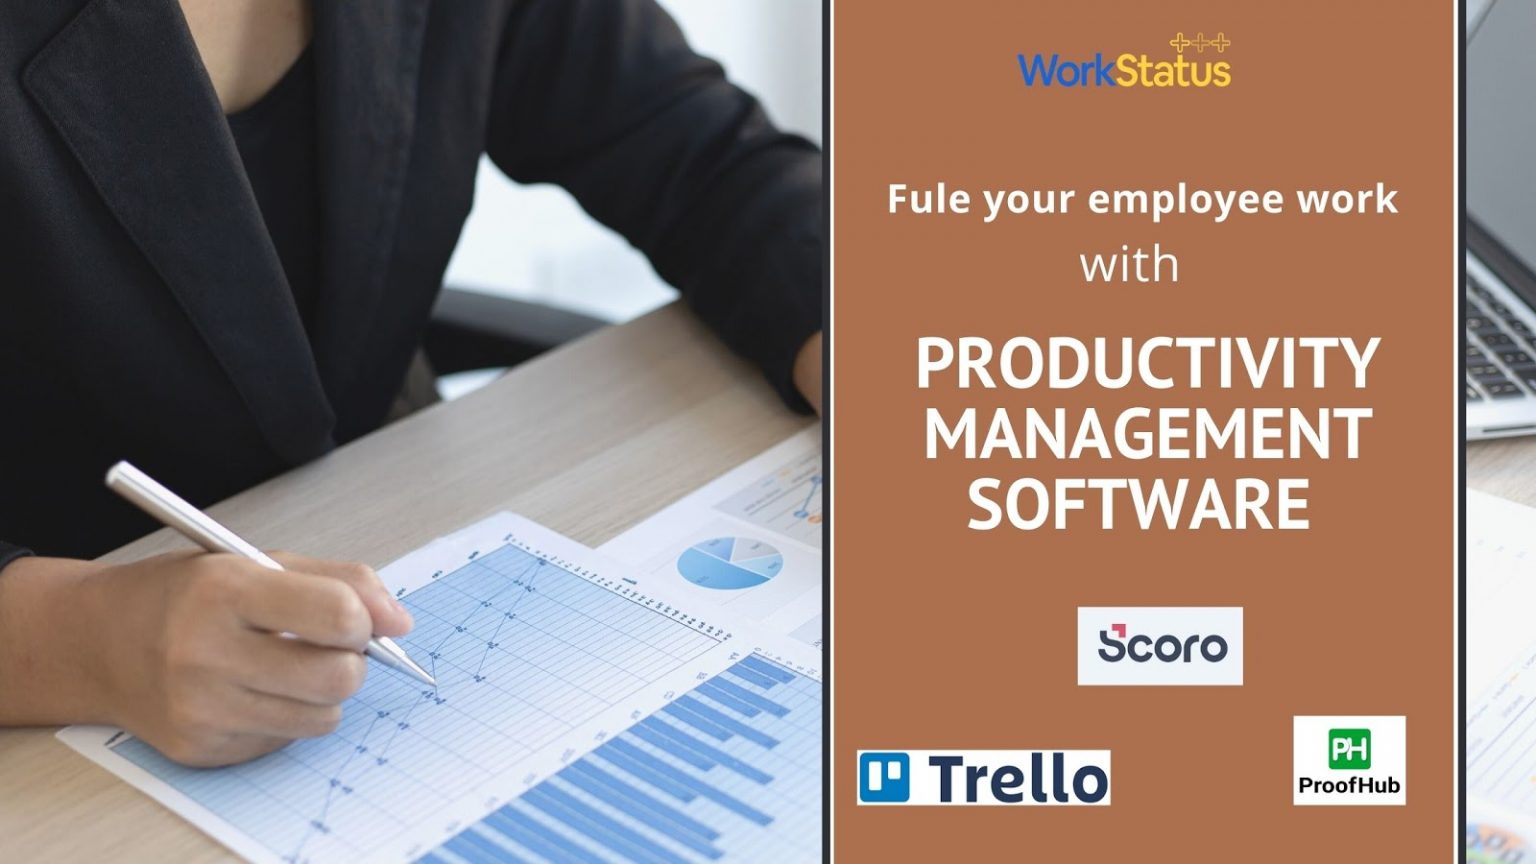 WorkStatus
Fule your employee work
with
PRODUCTIVITY
MANAGEMENT
SOFTWARE
Scoro
Trello
PH
ProofHub